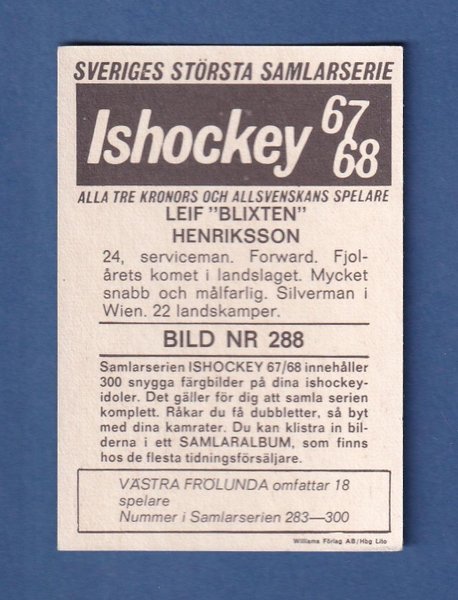 SVERIGES STÖRSTA SAMLARSERIE
Ishockey 67
68
ALLA TRE KRONORS OCH ALLSVENSKANS SPELARE
LEIF "BLIXTEN"
HENRIKSSON
24, serviceman. Forward. Fjol-
årets komet i landslaget. Mycket
snabb och målfarlig. Silverman i
Wien. 22 landskamper.
BILD NR 288
Samlarserien ISHOCKEY 67/68 innehåller
300 snygga färgbilder på dina ishockey-
idoler. Det gäller för dig att samla serien
komplett. Råkar du få dubbletter, så byt
med dina kamrater. Du kan klistra in bil-
derna i ett SAMLARALBUM, som finns
hos de flesta tidningsförsäljare.
VÄSTRA FRÖLUNDA omfattar 18
spelare
Nummer i Samlarserien 283—300
Williams Förlag AB/Hbg Lito